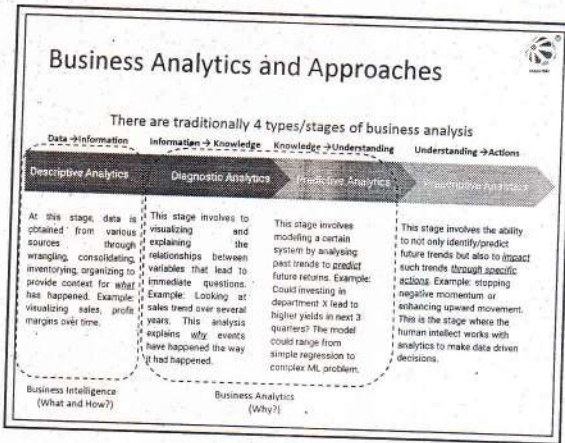 Business Analytics and Approaches
There are traditionally 4 types/stages of business analysis
Data →Information
Information → Knowledge
Knowledge →Understanding
Understanding →Actions
Descriptive Analytics
Diagnostic Analytics
Predictive Analytics
Prescriptive Analytics
At this stage, data is
obtained from various
sources through
wrangling, consolidating,
inventorying, organizing to
provide context for what
has happened. Example:
visualizing sales, profit
margins over time.
This stage involves to
visualizing and
explaining the
relationships between
variables that lead to
immediate questions.
Example: Looking at
sales trend over several
years. This analysis
explains why events
have happened the way
it had happened.
This stage involves
modeling a certain
system by analysing
past trends to predict
future returns. Example:
Could investing in
department X lead to
higher yields in next 3
quarters? The model
could range from
simple regression to
complex ML problem.
This stage involves the ability
to not only identify/predict
future trends but also to impact
such trends through specific
actions. Example: stopping
negative momentum or
enhancing upward movement.
This is the stage where the
human intellect works with
analytics to make data driven
decisions.
Business Intelligence
(What and How?)
Business Analytics
(Why?)